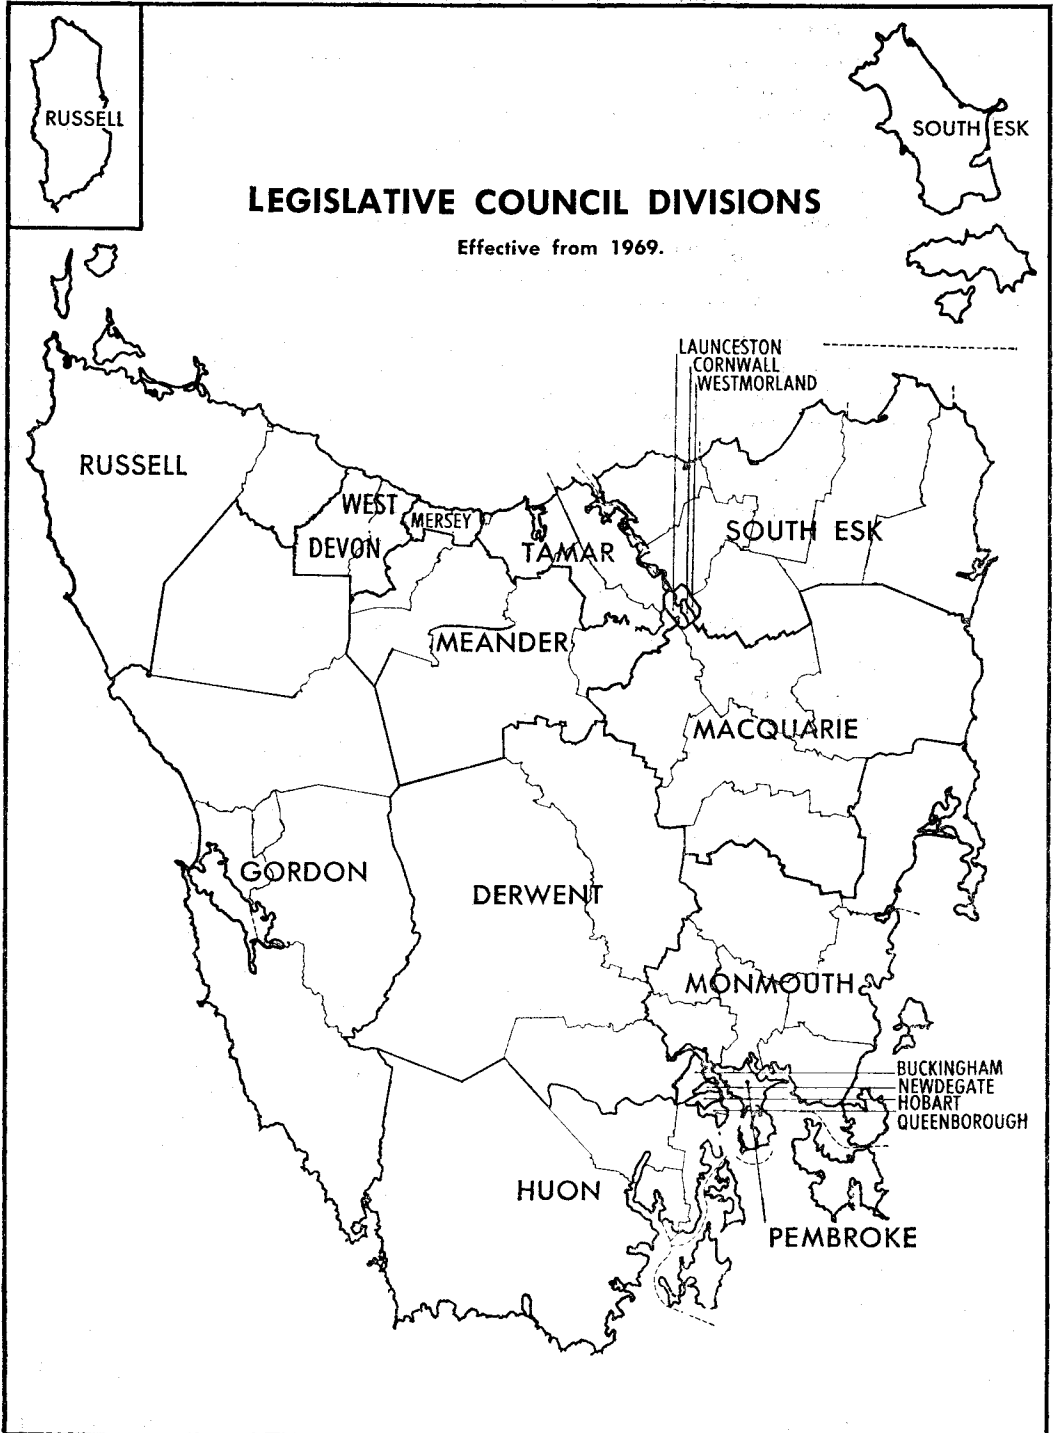 RUSSELL
SOUTH ESK
LEGISLATIVE COUNCIL DIVISIONS
Effective from 1969.
LAUNCESTON
CORNWALL
WESTMORLAND
RUSSELL
WEST
DEVON
MERSEY
TAMAR
SOUTH ESK
MEANDER
MACQUARIE
GORDON
DERWENT
MONMOUTH
BUCKINGHAM
NEWDEGATE
HOBART
QUEENBOROUGH
HUON
PEMBROKE